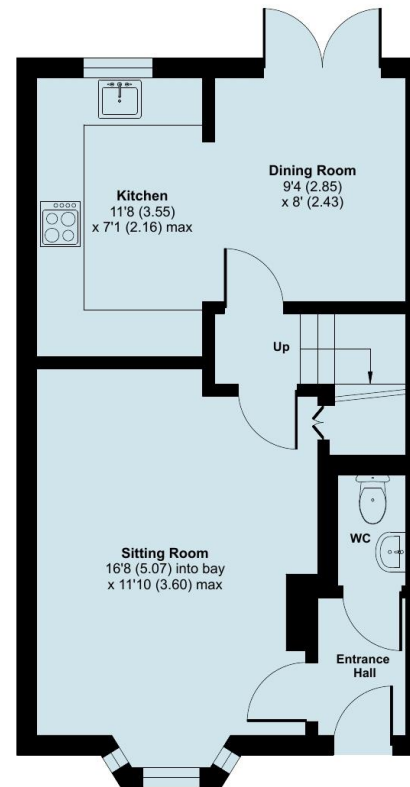 Kitchen
11'8 (3.55)
x 7'1 (2.16) max
Dining Room
9'4 (2.85)
x 8' (2.43)
Up
Sitting Room
16'8 (5.07) into bay
x 11'10 (3.60) max
WC
Entrance
Hall